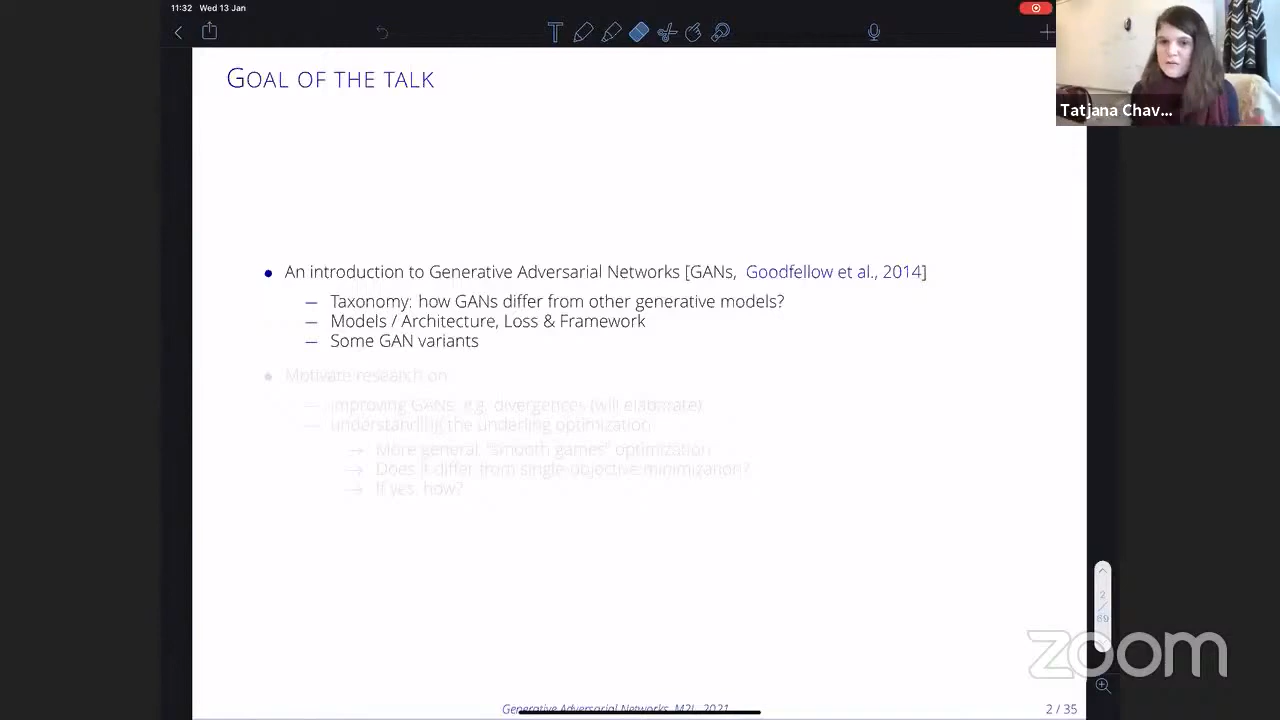 11:32 Wed 13 Jan
GOAL OF THE TALK
Tatjana Chav...
● An introduction to Generative Adversarial Networks [GANs, Goodfellow et al., 2014]
— Taxonomy: how GANs differ from other generative models?
— Models / Architecture, Loss & Framework
— Some GAN variants
● Motivate research on
— improving GANs: e.g. divergences (will elaborate)
— understanding the underling optimization
→ More general, “smooth games” optimization
→ Does it differ from single-objective minimization?
→ If yes, how?
2
/
69
zoom
Generative Adversarial Networks, M2L, 2021
2 / 35